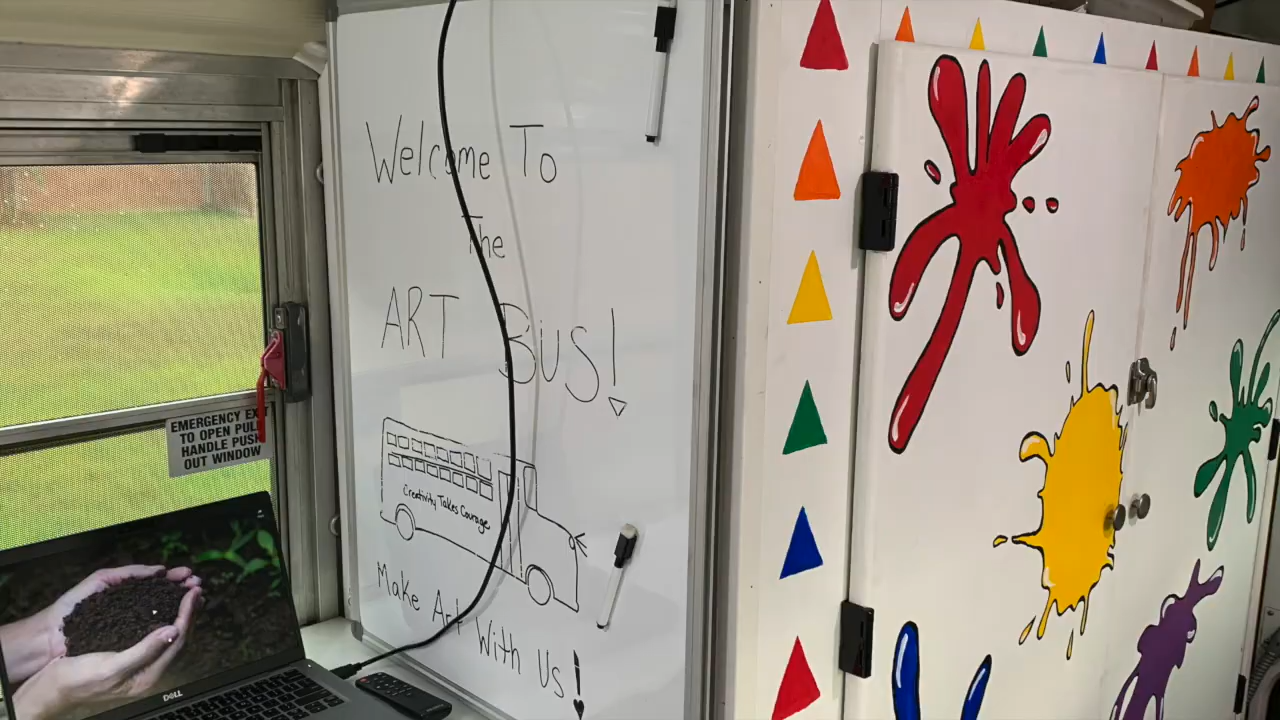 Welcome To
The
ART BUS!
Creativity Takes Courage
Make Art
With Us!
EMERGENCY EXIT
TO OPEN PULL
HANDLE PUSH
OUT WINDOW
DELL